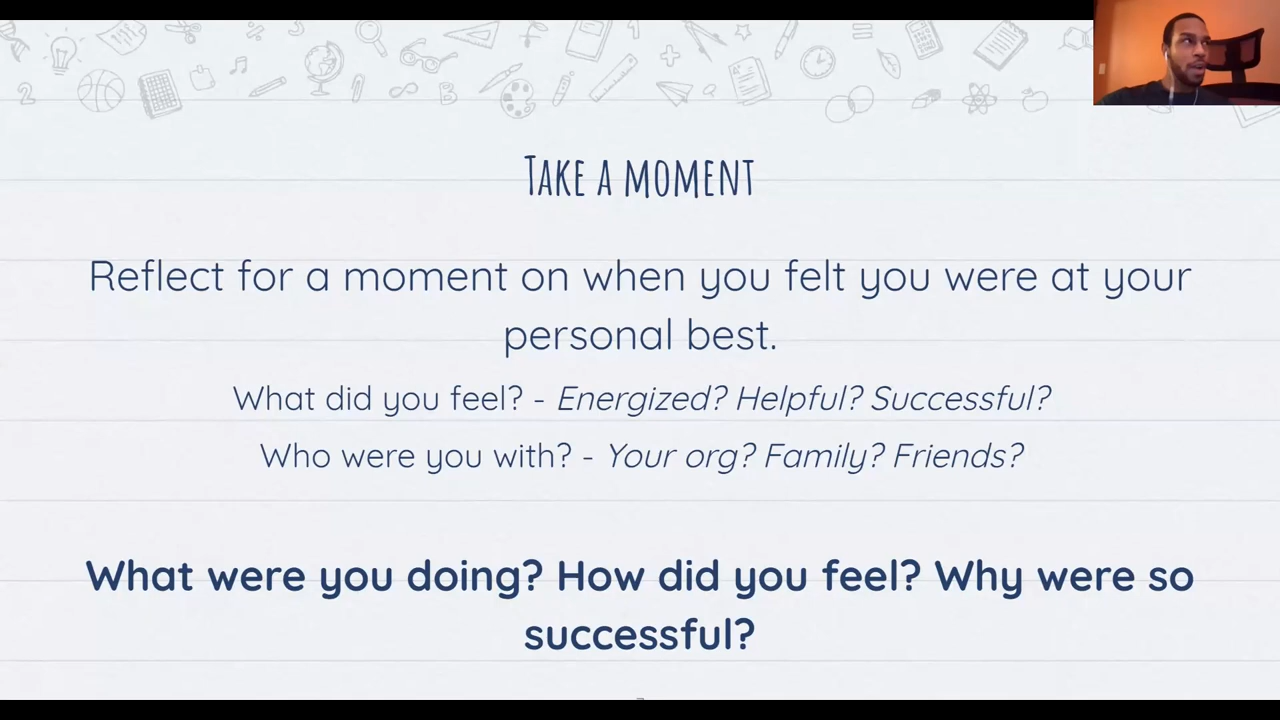 TAKE A MOMENT
Reflect for a moment on when you felt you were at your
personal best.
What did you feel? - Energized? Helpful? Successful?
Who were you with? - Your org? Family? Friends?
What were you doing? How did you feel? Why were so
successful?